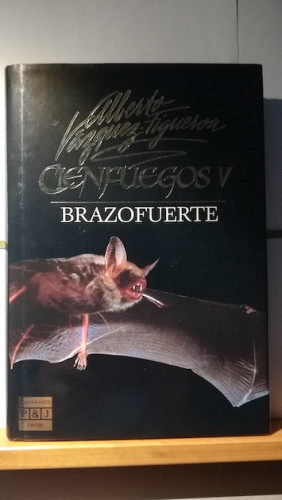 Alberto
Vázquez-Figueroa
CIENFUEGOS V
BRAZOFUERTE
P&J